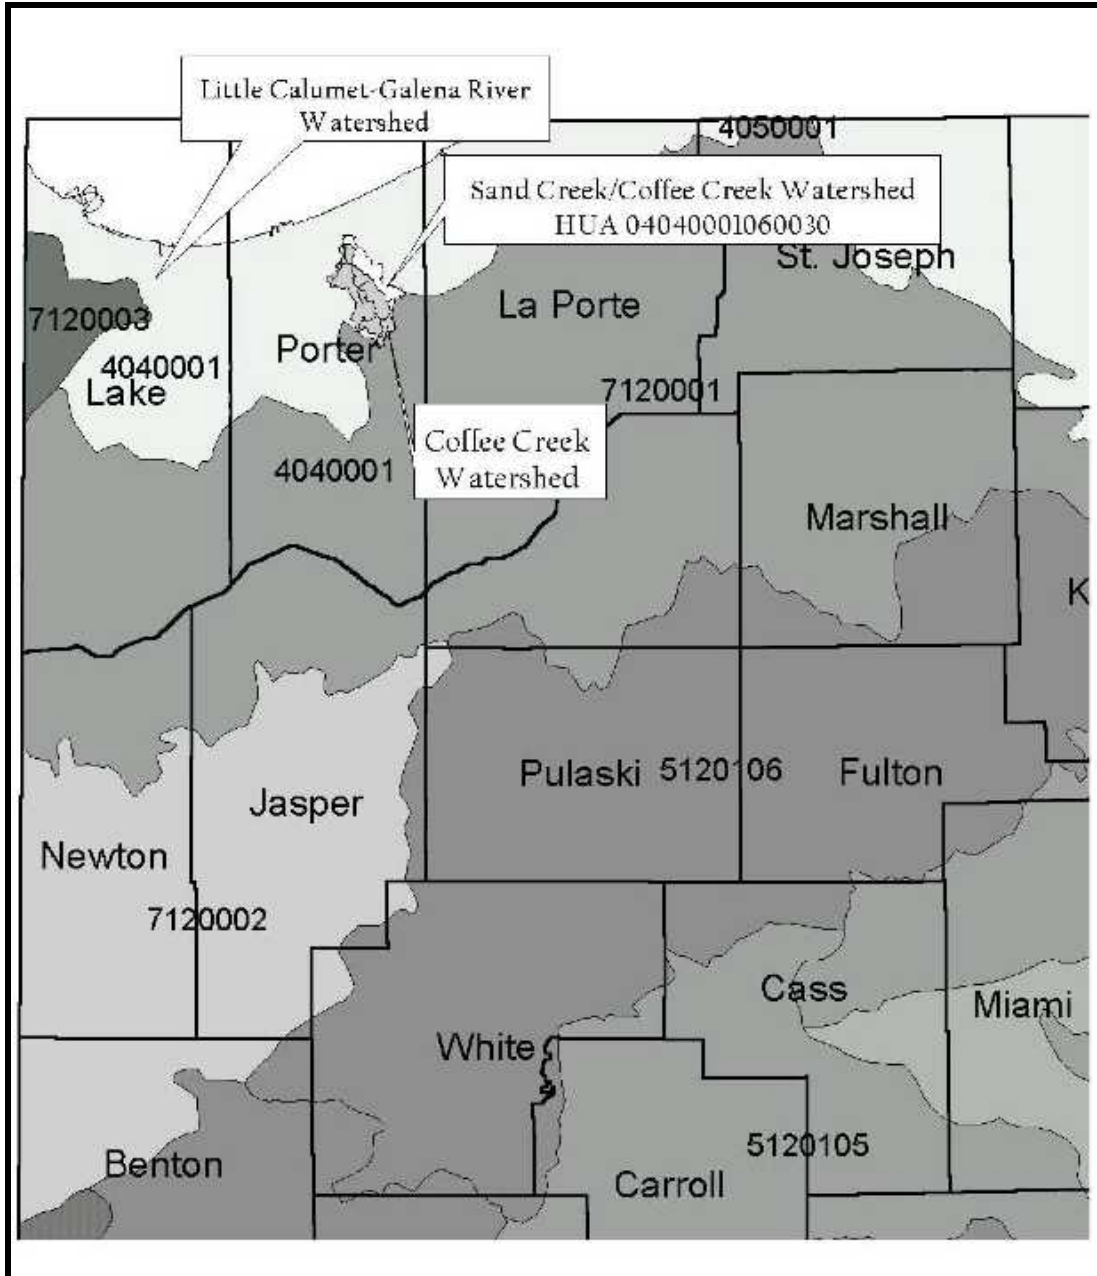 Little Calumet-Galena River
Watershed
4050001
Sand Creek/Coffee Creek Watershed
HUA 04040001060030
St. Joseph
La Porte
7120003
Porter
4040001
Lake
7120001
Coffee Creek
Watershed
4040001
Marshall
K
Pulaski
5120106
Fulton
Jasper
Newton
7120002
Cass
Miami
White
5120105
Benton
Carroll